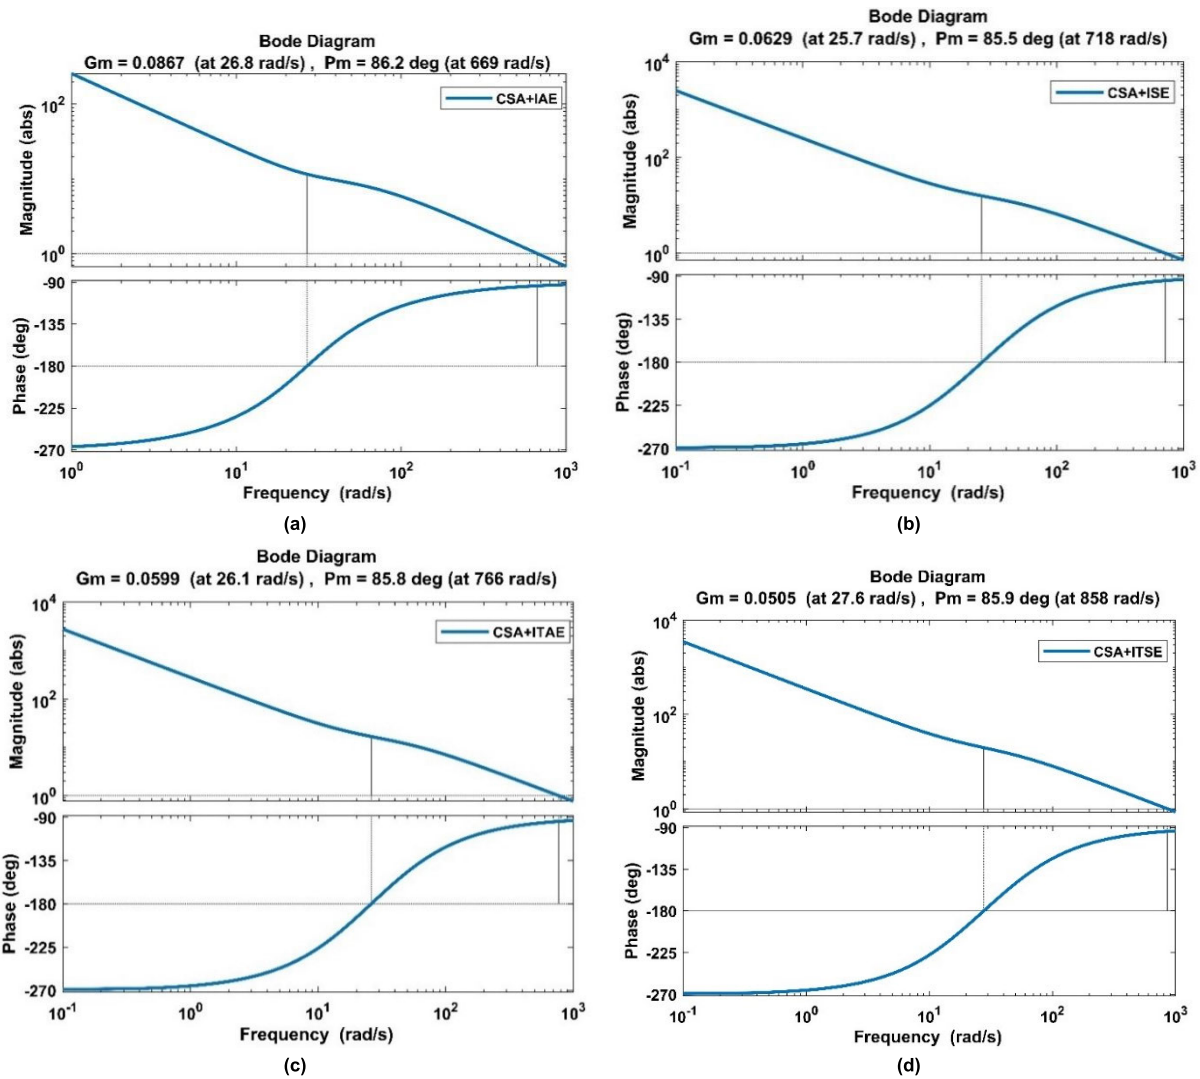 Bode Diagram
Gm = 0.0867 (at 26.8 rad/s) , Pm = 86.2 deg (at 669 rad/s)
CSA+IAE
Magnitude (abs)
10^2
10^0
Phase (deg)
-90
-135
-180
-225
-270
10^0 10^1 10^2 10^3
Frequency (rad/s)
(a)
Bode Diagram
Gm = 0.0629 (at 25.7 rad/s) , Pm = 85.5 deg (at 718 rad/s)
CSA+ISE
Magnitude (abs)
10^4
10^2
10^0
Phase (deg)
-90
-135
-180
-225
-270
10^-1 10^0 10^1 10^2 10^3
Frequency (rad/s)
(b)
Bode Diagram
Gm = 0.0599 (at 26.1 rad/s) , Pm = 85.8 deg (at 766 rad/s)
CSA+ITAE
Magnitude (abs)
10^4
10^2
10^0
Phase (deg)
-90
-135
-180
-225
-270
10^-1 10^0 10^1 10^2 10^3
Frequency (rad/s)
(c)
Bode Diagram
Gm = 0.0505 (at 27.6 rad/s) , Pm = 85.9 deg (at 858 rad/s)
CSA+ITSE
Magnitude (abs)
10^4
10^2
10^0
Phase (deg)
-90
-135
-180
-225
-270
10^-1 10^0 10^1 10^2 10^3
Frequency (rad/s)
(d)